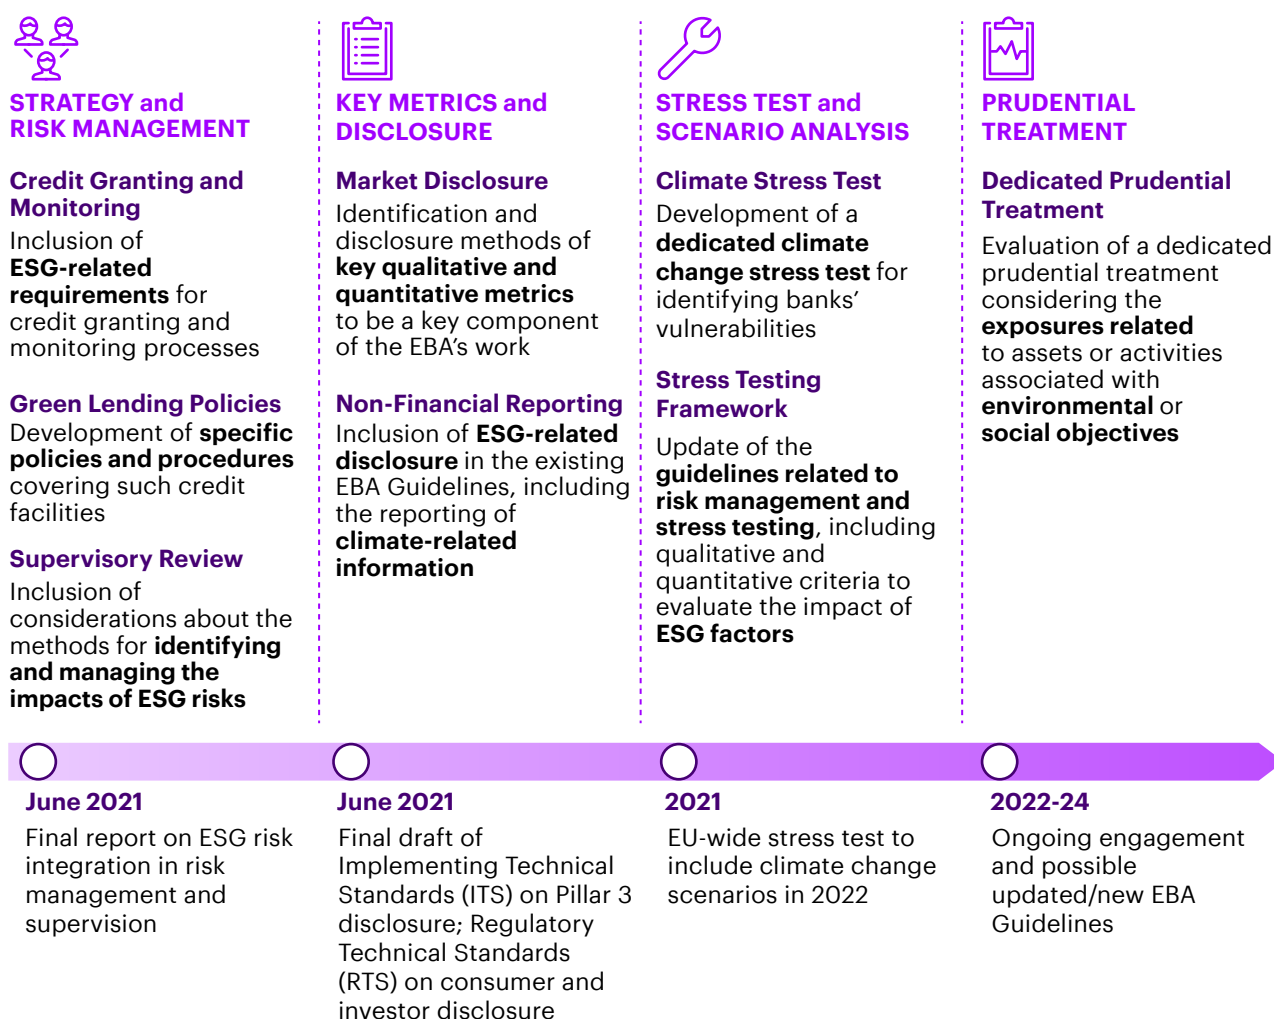 STRATEGY and
RISK MANAGEMENT
Credit Granting and
Monitoring
Inclusion of
ESG-related
requirements for
credit granting and
monitoring processes
Green Lending Policies
Development of specific
policies and procedures
covering such credit
facilities
Supervisory Review
Inclusion of
considerations about the
methods for identifying
and managing the
impacts of ESG risks
KEY METRICS and
DISCLOSURE
Market Disclosure
Identification and
disclosure methods of
key qualitative and
quantitative metrics
to be a key component
of the EBA’s work
Non-Financial Reporting
Inclusion of ESG-related
disclosure in the existing
EBA Guidelines, including
the reporting of
climate-related
information
STRESS TEST and
SCENARIO ANALYSIS
Climate Stress Test
Development of a
dedicated climate
change stress test for
identifying banks’
vulnerabilities
Stress Testing
Framework
Update of the
guidelines related to
risk management and
stress testing, including
qualitative and
quantitative criteria to
evaluate the impact of
ESG factors
PRUDENTIAL
TREATMENT
Dedicated Prudential
Treatment
Evaluation of a dedicated
prudential treatment
considering the
exposures related
to assets or activities
associated with
environmental or
social objectives
June 2021
Final report on ESG risk
integration in risk
management and
supervision
June 2021
Final draft of
Implementing Technical
Standards (ITS) on Pillar 3
disclosure; Regulatory
Technical Standards
(RTS) on consumer and
investor disclosure
2021
EU-wide stress test to
include climate change
scenarios in 2022
2022-24
Ongoing engagement
and possible
updated/new EBA
Guidelines